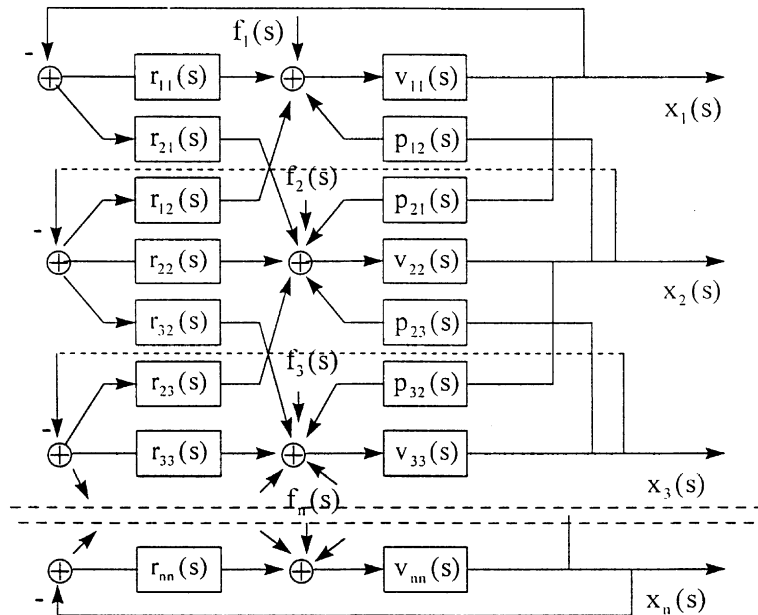 f₁(s)
-
r₁₁(s) v₁₁(s)
x₁(s)
r₂₁(s) p₁₂(s)
f₂(s)
r₁₂(s) p₂₁(s)
-
r₂₂(s) v₂₂(s)
x₂(s)
r₃₂(s) p₂₃(s)
f₃(s)
r₂₃(s) p₃₂(s)
-
r₃₃(s) v₃₃(s)
x₃(s)
fₙ(s)
rₙₙ(s) vₙₙ(s)
-
xₙ(s)